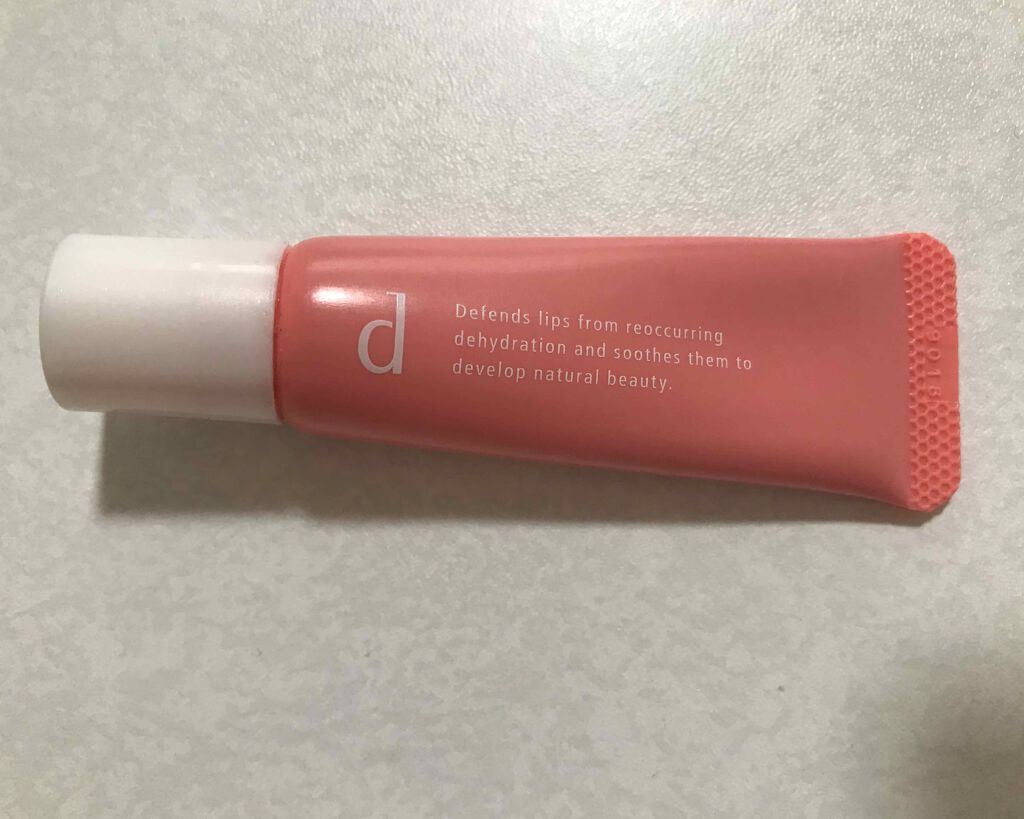 d
Defends lips from reoccurring
dehydration and soothes them to
develop natural beauty.